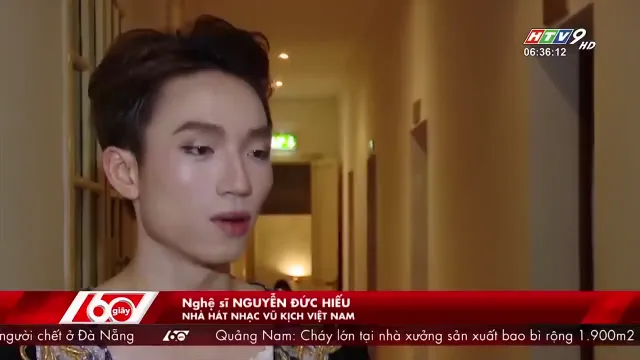 HTV9 HD
06:36:12
60 giây
Nghệ sĩ NGUYỄN ĐỨC HIẾU
NHÀ HÁT NHẠC VŨ KỊCH VIỆT NAM
người chết ở Đà Nẵng Quảng Nam: Cháy lớn tại nhà xưởng sản xuất bao bì rộng 1.900m2